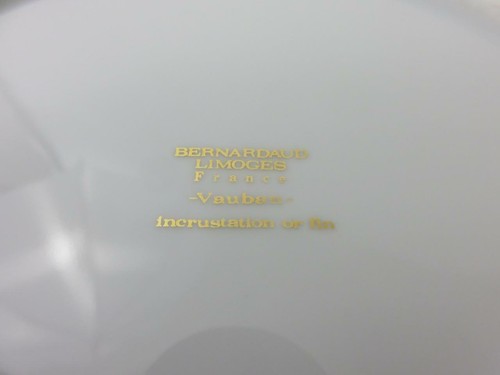 BERNARDAUD
LIMOGES
France
-Vauban-
incrustation or fin